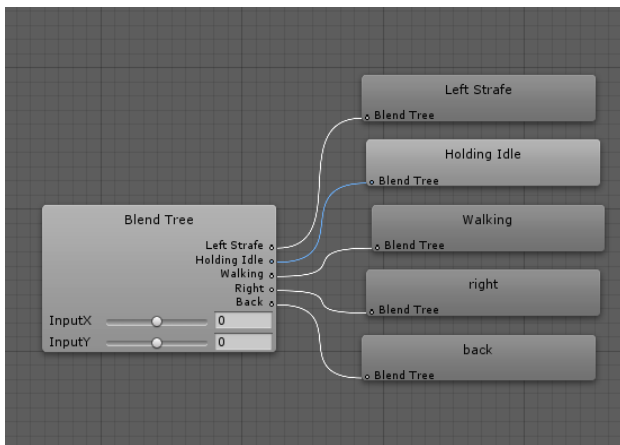 Left Strafe
Blend Tree
Holding Idle
Blend Tree
Walking
Blend Tree
right
Blend Tree
back
Blend Tree
Blend Tree
Left Strafe
Holding Idle
Walking
Right
Back
InputX 0
InputY 0